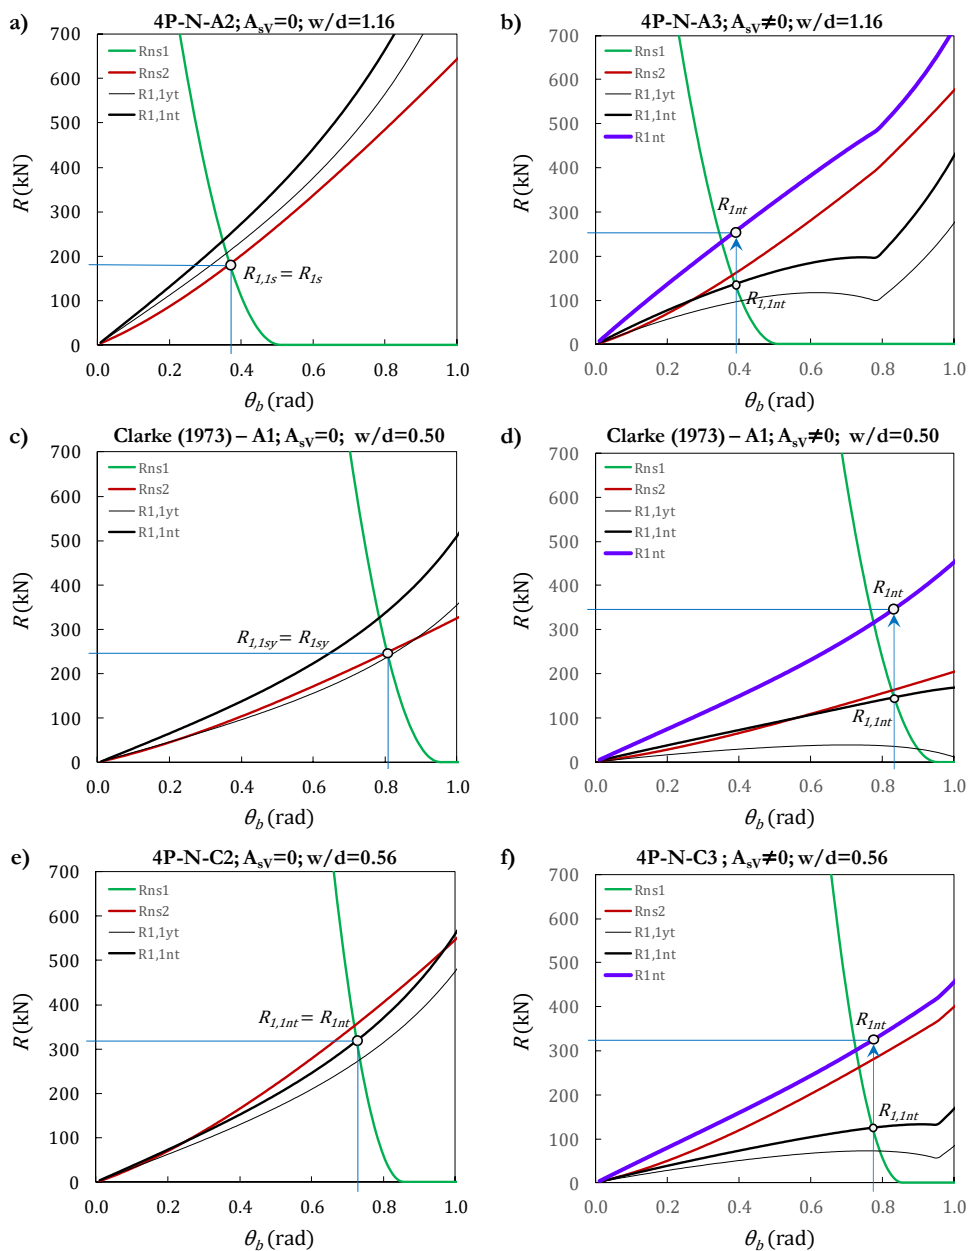 a) 4P-N-A2; AsV=0; w/d=1.16
700
600
500
400
300
200
100
0
R (kN)
Rns1
Rns2
R1,1yt
R1,1nt
R1,1s = R1s
0.0 0.2 0.4 0.6 0.8 1.0
θb (rad)
b) 4P-N-A3; AsV≠0; w/d=1.16
700
600
500
400
300
200
100
0
R (kN)
Rns1
Rns2
R1,1yt
R1,1nt
R1nt
R1nt
R1,1nt
0.0 0.2 0.4 0.6 0.8 1.0
θb (rad)
c) Clarke (1973) – A1; AsV=0; w/d=0.50
700
600
500
400
300
200
100
0
R (kN)
Rns1
Rns2
R1,1yt
R1,1nt
R1,1sy = R1sy
0.0 0.2 0.4 0.6 0.8 1.0
θb (rad)
d) Clarke (1973) – A1; AsV≠0; w/d=0.50
700
600
500
400
300
200
100
0
R (kN)
Rns1
Rns2
R1,1yt
R1,1nt
R1nt
R1nt
R1,1nt
0.0 0.2 0.4 0.6 0.8 1.0
θb (rad)
e) 4P-N-C2; AsV=0; w/d=0.56
700
600
500
400
300
200
100
0
R (kN)
Rns1
Rns2
R1,1yt
R1,1nt
R1,1nt = R1nt
0.0 0.2 0.4 0.6 0.8 1.0
θb (rad)
f) 4P-N-C3 ; AsV≠0; w/d=0.56
700
600
500
400
300
200
100
0
R (kN)
Rns1
Rns2
R1,1yt
R1,1nt
R1nt
R1nt
R1,1nt
0.0 0.2 0.4 0.6 0.8 1.0
θb (rad)